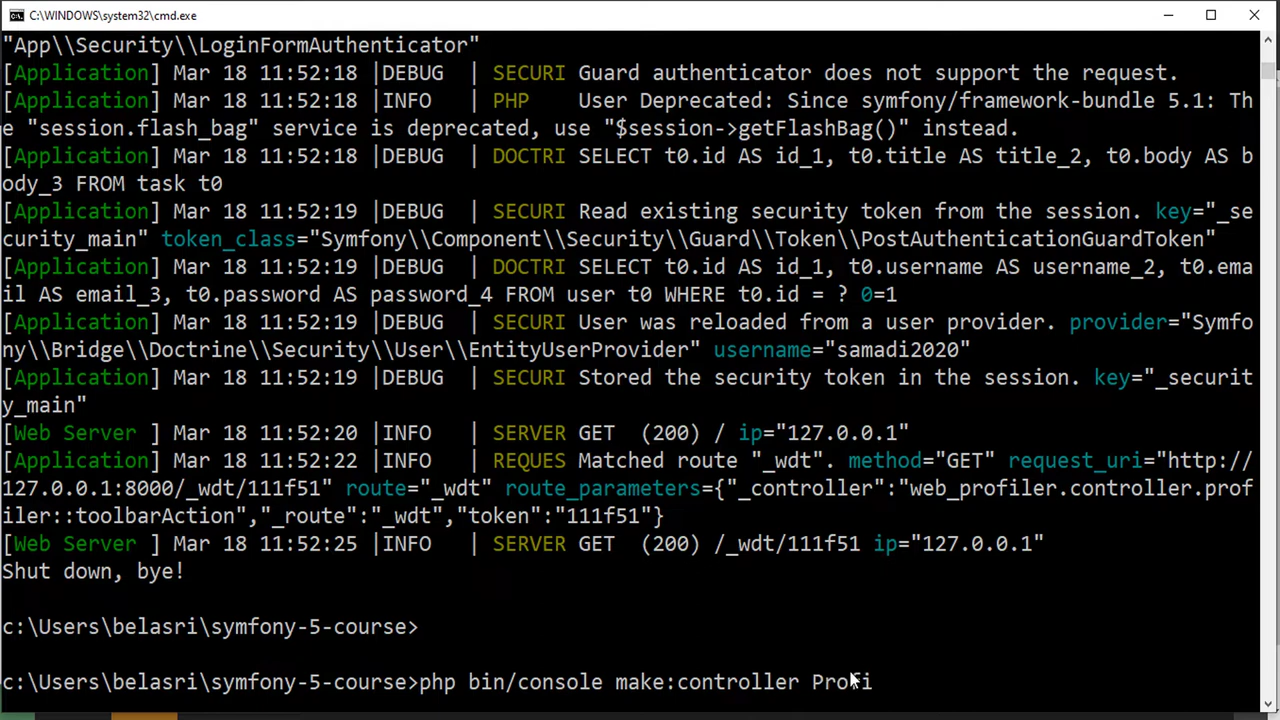 C:\WINDOWS\system32\cmd.exe
"App\\Security\\LoginFormAuthenticator"
[Application] Mar 18 11:52:18 |DEBUG  | SECURI Guard authenticator does not support the request.
[Application] Mar 18 11:52:18 |INFO   | PHP    User Deprecated: Since symfony/framework-bundle 5.1: Th
e "session.flash_bag" service is deprecated, use "$session->getFlashBag()" instead.
[Application] Mar 18 11:52:18 |DEBUG  | DOCTRI SELECT t0.id AS id_1, t0.title AS title_2, t0.body AS b
ody_3 FROM task t0
[Application] Mar 18 11:52:19 |DEBUG  | SECURI Read existing security token from the session. key="_se
curity_main" token_class="Symfony\\Component\\Security\\Guard\\Token\\PostAuthenticationGuardToken"
[Application] Mar 18 11:52:19 |DEBUG  | DOCTRI SELECT t0.id AS id_1, t0.username AS username_2, t0.ema
il AS email_3, t0.password AS password_4 FROM user t0 WHERE t0.id = ? 0=1
[Application] Mar 18 11:52:19 |DEBUG  | SECURI User was reloaded from a user provider. provider="Symfo
ny\\Bridge\\Doctrine\\Security\\User\\EntityUserProvider" username="samadi2020"
[Application] Mar 18 11:52:19 |DEBUG  | SECURI Stored the security token in the session. key="_securit
y_main"
[Web Server ] Mar 18 11:52:20 |INFO   | SERVER GET  (200) / ip="127.0.0.1"
[Application] Mar 18 11:52:22 |INFO   | REQUES Matched route "_wdt". method="GET" request_uri="http://
127.0.0.1:8000/_wdt/111f51" route="_wdt" route_parameters={"_controller":"web_profiler.controller.prof
iler::toolbarAction","_route":"_wdt","token":"111f51"}
[Web Server ] Mar 18 11:52:25 |INFO   | SERVER GET  (200) /_wdt/111f51 ip="127.0.0.1"
Shut down, bye!
c:\Users\belasri\symfony-5-course>
c:\Users\belasri\symfony-5-course>php bin/console make:controller Profi